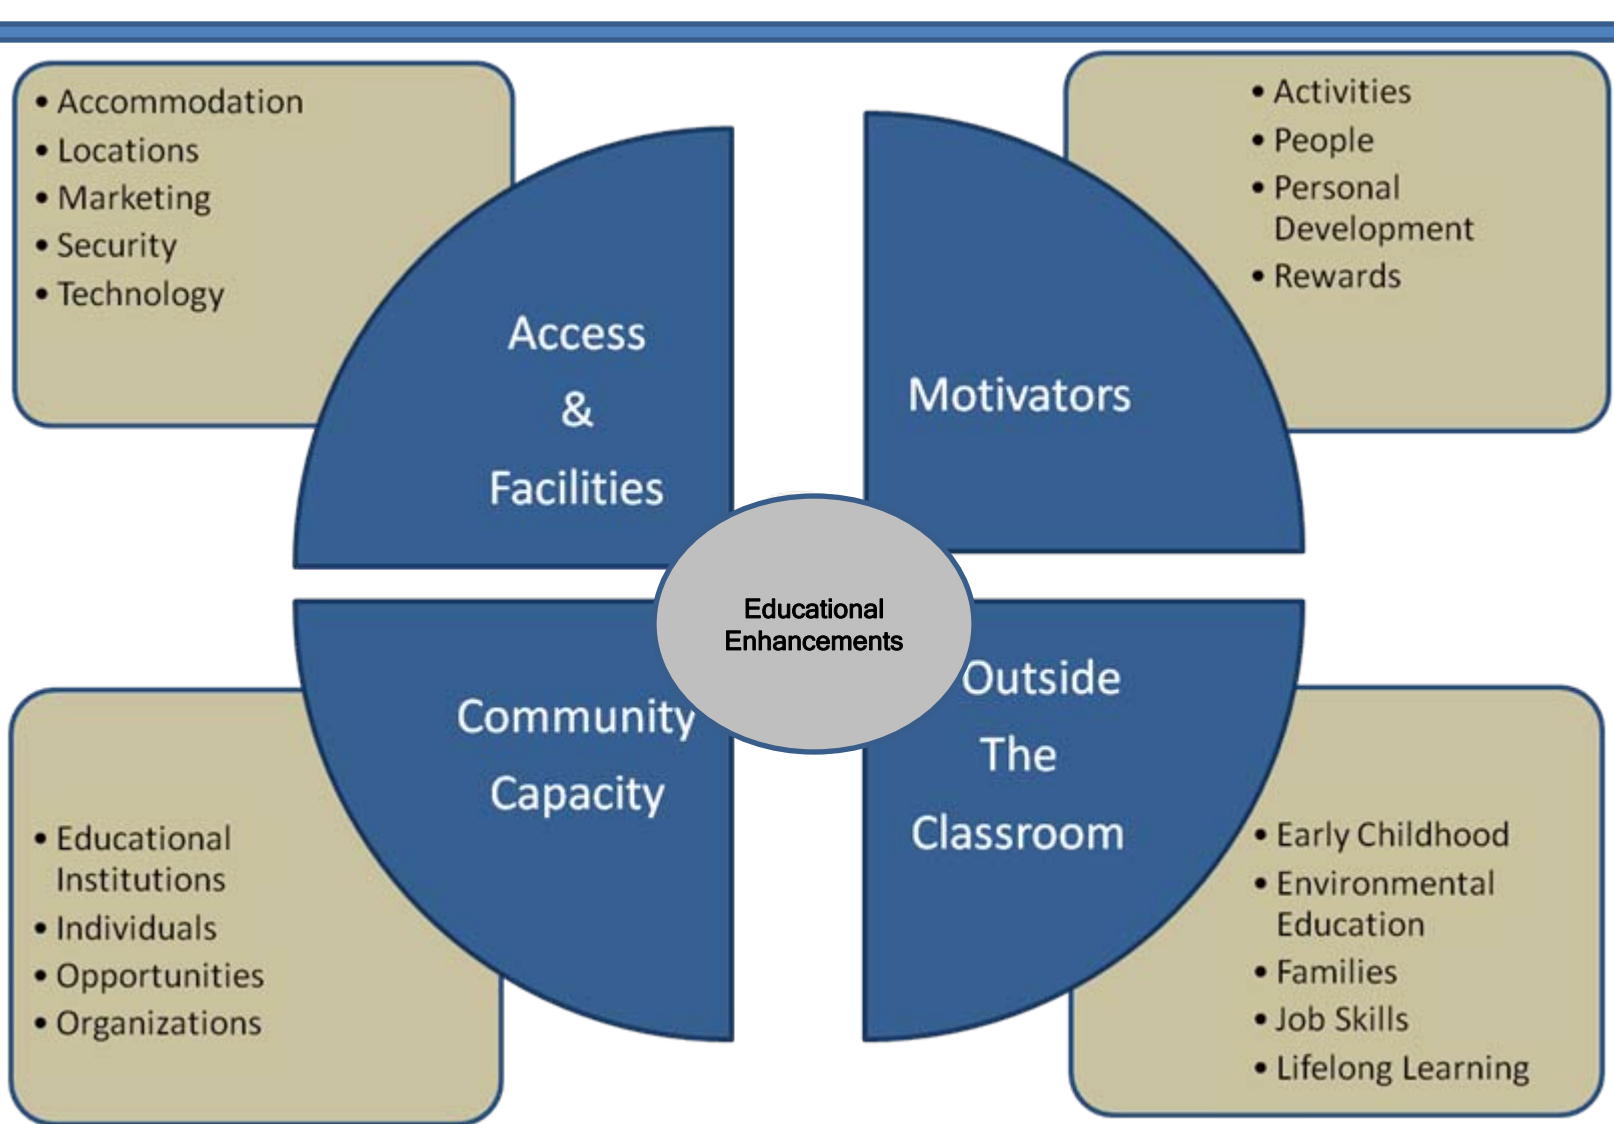 • Accommodation
• Locations
• Marketing
• Security
• Technology
Access
&
Facilities
• Activities
• People
• Personal
Development
• Rewards
Motivators
Educational
Enhancements
Community
Capacity
• Educational
Institutions
• Individuals
• Opportunities
• Organizations
Outside
The
Classroom
• Early Childhood
• Environmental
Education
• Families
• Job Skills
• Lifelong Learning